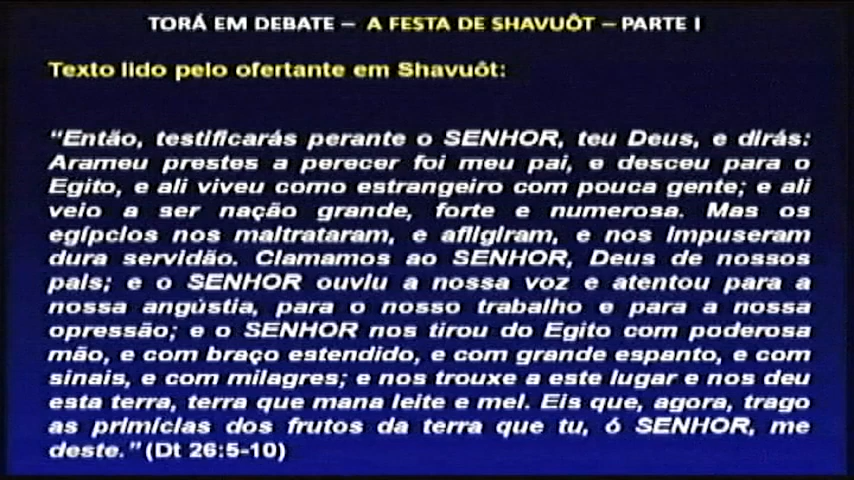 TORÁ EM DEBATE – A FESTA DE SHAVUÔT – PARTE I
Texto lido pelo ofertante em Shavuôt:
“Então, testificarás perante o SENHOR, teu Deus, e dirás:
Arameu prestes a perecer foi meu pai, e desceu para o
Egito, e ali viveu como estrangeiro com pouca gente; e ali
veio a ser nação grande, forte e numerosa. Mas os
egípcios nos maltrataram, e afligiram, e nos impuseram
dura servidão. Clamamos ao SENHOR, Deus de nossos
pais; e o SENHOR ouviu a nossa voz e atentou para a
nossa angústia, para o nosso trabalho e para a nossa
opressão; e o SENHOR nos tirou do Egito com poderosa
mão, e com braço estendido, e com grande espanto, e com
sinais, e com milagres; e nos trouxe a este lugar e nos deu
esta terra, terra que mana leite e mel. Eis que, agora, trago
as primícias dos frutos da terra que tu, ó SENHOR, me
deste.” (Dt 26:5-10)